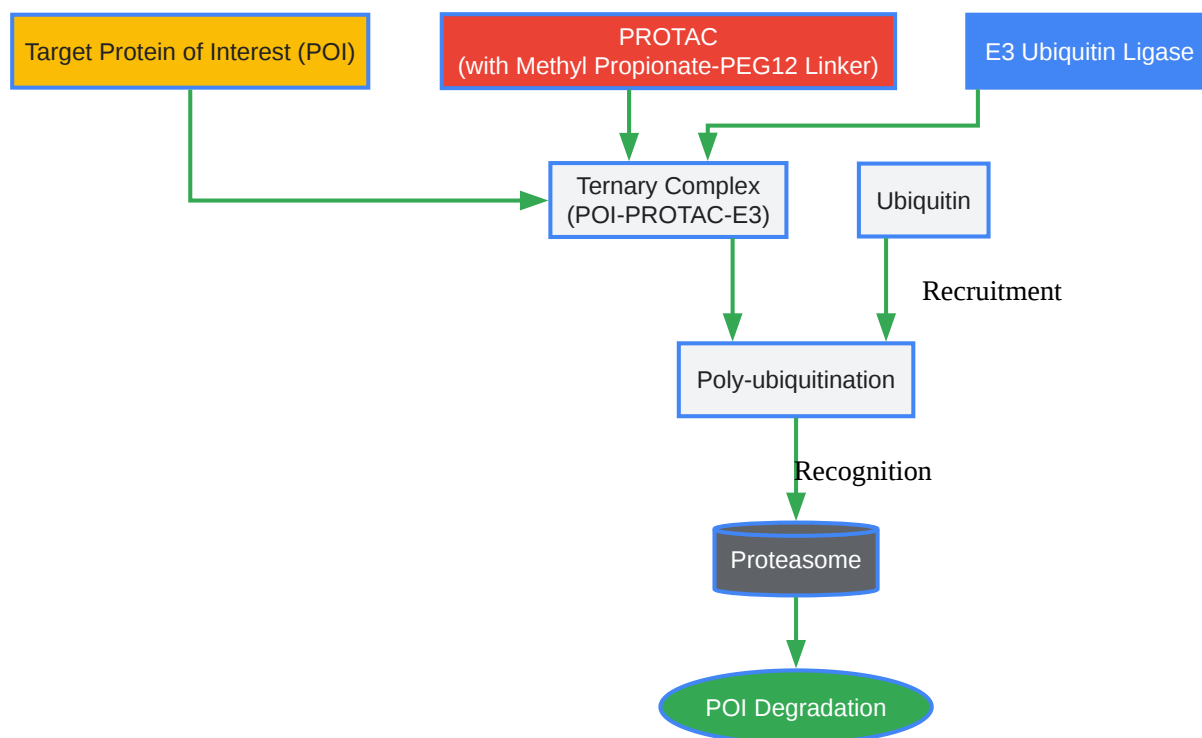 Target Protein of Interest (POI)
PROTAC
(with Methyl Propionate-PEG12 Linker)
E3 Ubiquitin Ligase
Ternary Complex
(POI-PROTAC-E3)
Ubiquitin
Recruitment
Poly-ubiquitination
Recognition
Proteasome
POI Degradation